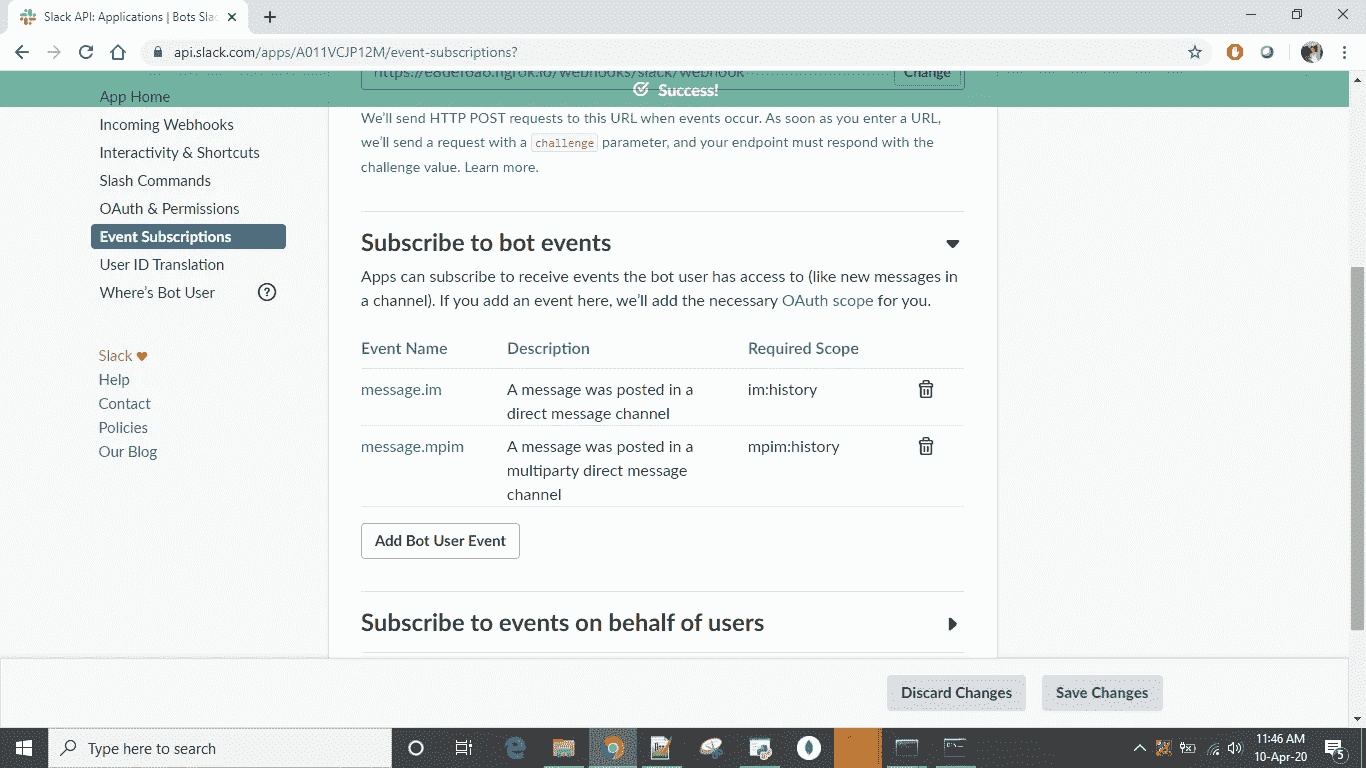 Slack API: Applications | Bots Slac
api.slack.com/apps/A011VCJP12M/event-subscriptions?
https://e8def6a6.ngrok.io/webhooks/slack/webhook
Change
Success!
App Home
Incoming Webhooks
Interactivity & Shortcuts
Slash Commands
OAuth & Permissions
Event Subscriptions
User ID Translation
Where's Bot User
?
Slack
Help
Contact
Policies
Our Blog
We'll send HTTP POST requests to this URL when events occur. As soon as you enter a URL,
we'll send a request with a challenge parameter, and your endpoint must respond with the
challenge value. Learn more.
Subscribe to bot events
Apps can subscribe to receive events the bot user has access to (like new messages in
a channel). If you add an event here, we'll add the necessary OAuth scope for you.
Event Name Description Required Scope
message.im A message was posted in a im:history
direct message channel
message.mpim A message was posted in a mpim:history
multiparty direct message
channel
Add Bot User Event
Subscribe to events on behalf of users
Discard Changes Save Changes
Type here to search
11:46 AM
10-Apr-20
5